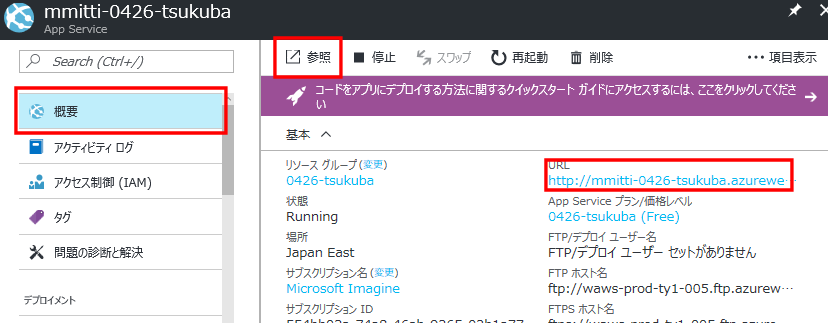 mmitti-0426-tsukuba
App Service
Search (Ctrl+/)
概要
アクティビティ ログ
アクセス制御 (IAM)
タグ
問題の診断と解決
デプロイメント
参照 停止 スワップ 再起動 削除 ··· 項目表示
コードをアプリにデプロイする方法に関するクイックスタート ガイドにアクセスするには、ここをクリックしてくださ
い
基本
リソース グループ (変更)
0426-tsukuba
状態
Running
場所
Japan East
サブスクリプション名 (変更)
Microsoft Imagine
サブスクリプション ID
URL
http://mmitti-0426-tsukuba.azurewe···
App Service プラン/価格レベル
0426-tsukuba (Free)
FTP/デプロイ ユーザー名
FTP/デプロイ ユーザー セットがありません
FTP ホスト名
ftp://waws-prod-ty1-005.ftp.azurew···
FTPS ホスト名